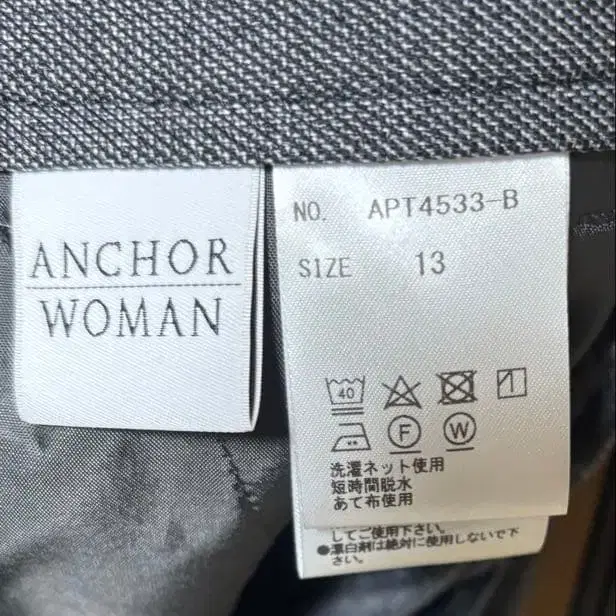 ANCHOR
WOMAN
NO. APT4533-B
SIZE 13
40
F W
洗濯ネット使用
短時間脱水
あて布使用
してご使用下さい。
●漂白剤は絶対に使用しないで下
さい。